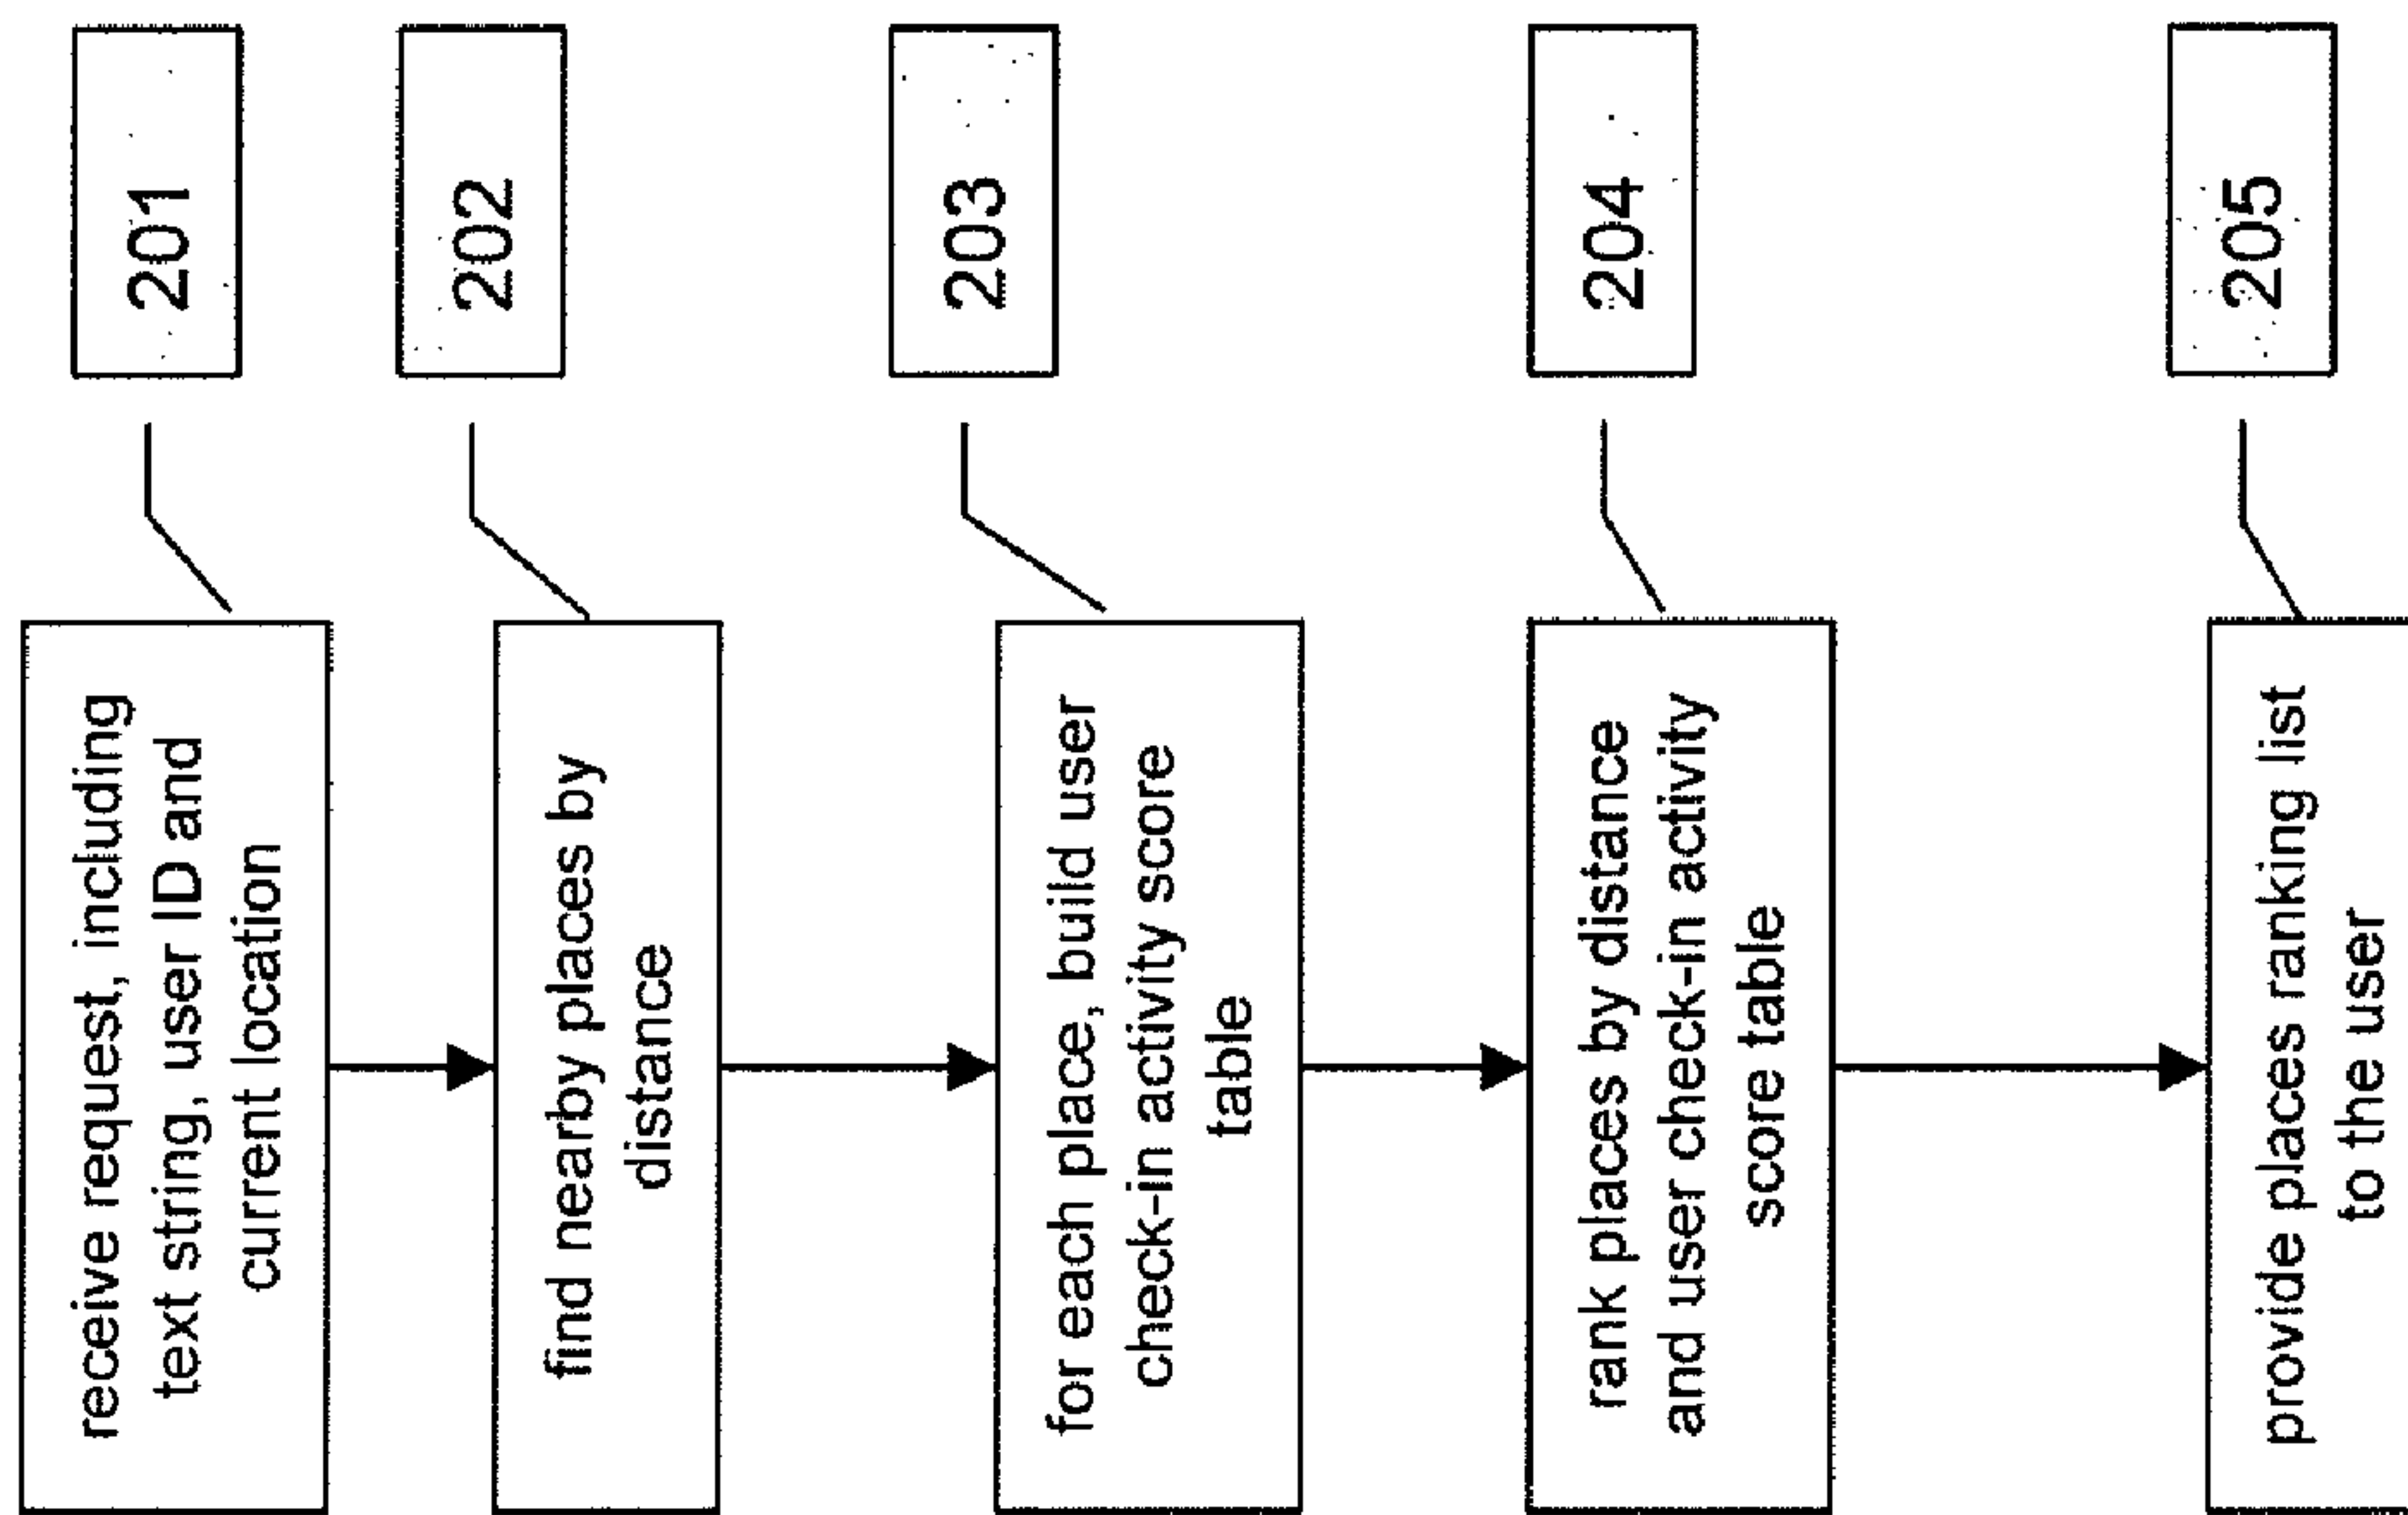 receive request, including
text string, user ID and
current location
201
find nearby places by
distance
202
for each place, build user
check-in activity score
table
203
rank places by distance
and user check-in activity
score table
204
provide places ranking list
to the user
205